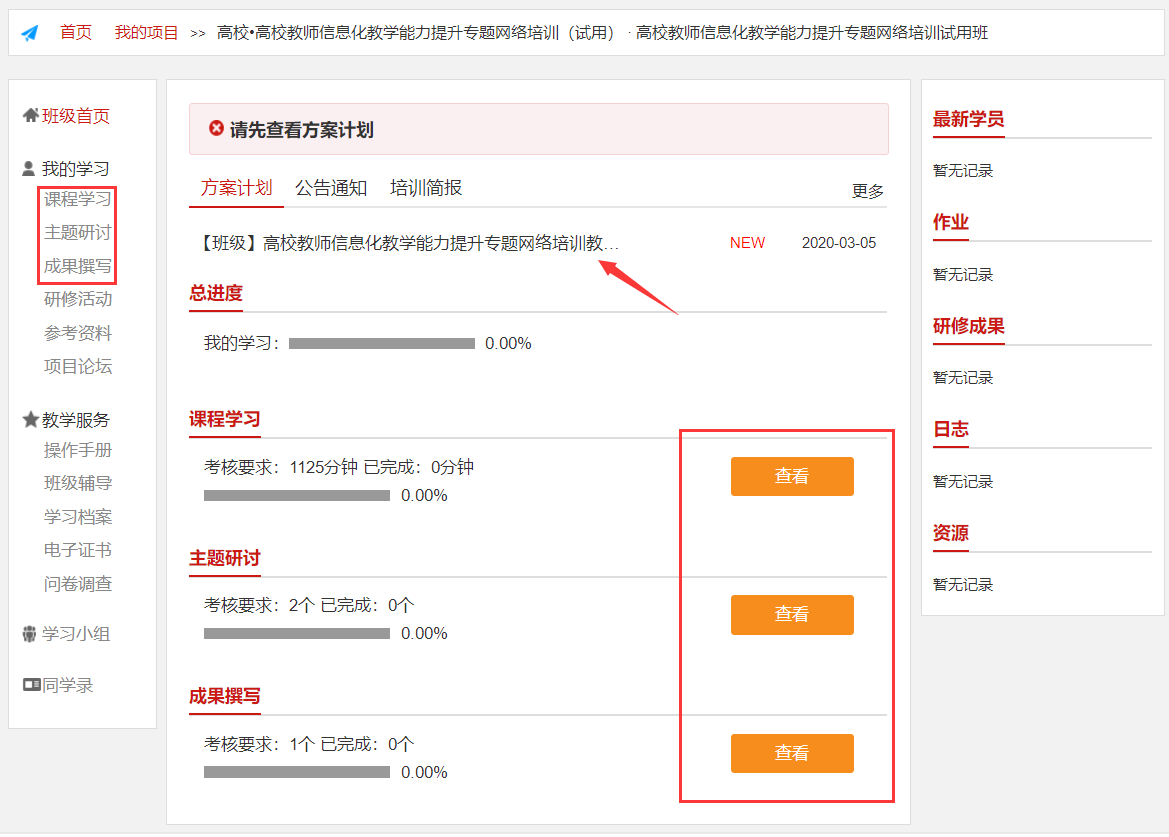 首页 我的项目 >> 高校•高校教师信息化教学能力提升专题网络培训（试用） · 高校教师信息化教学能力提升专题网络培训试用班
班级首页
我的学习
课程学习
主题研讨
成果撰写
研修活动
参考资料
项目论坛
教学服务
操作手册
班级辅导
学习档案
电子证书
问卷调查
学习小组
同学录
请先查看方案计划
方案计划 公告通知 培训简报 更多
【班级】高校教师信息化教学能力提升专题网络培训教... NEW 2020-03-05
总进度
我的学习： 0.00%
课程学习
考核要求：1125分钟 已完成：0分钟
0.00%
查看
主题研讨
考核要求：2个 已完成：0个
0.00%
查看
成果撰写
考核要求：1个 已完成：0个
0.00%
查看
最新学员
暂无记录
作业
暂无记录
研修成果
暂无记录
日志
暂无记录
资源
暂无记录